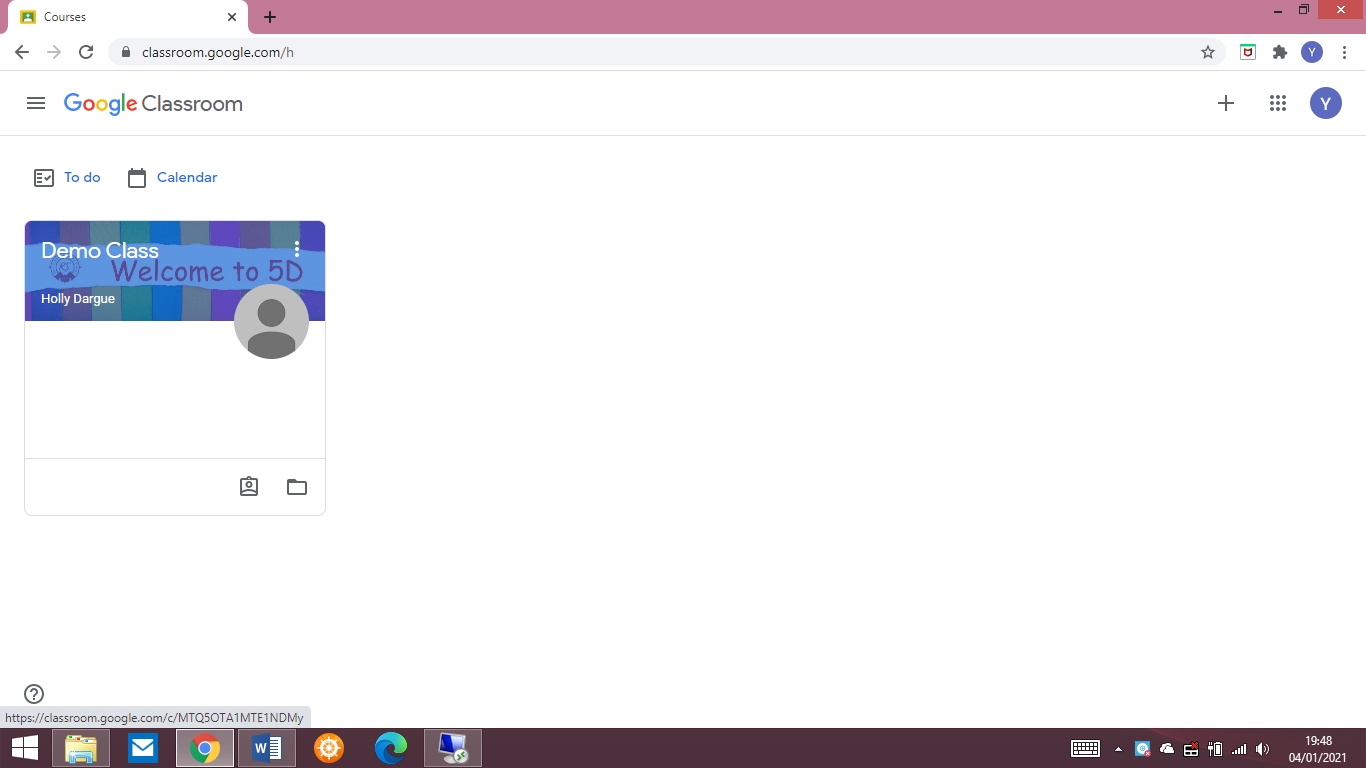 Courses
classroom.google.com/h
Y
Google Classroom
Y
To do
Calendar
Demo Class
Welcome to 5D
Holly Dargue
https://classroom.google.com/c/MTQ5OTA1MTE1NDMy
19:48
04/01/2021